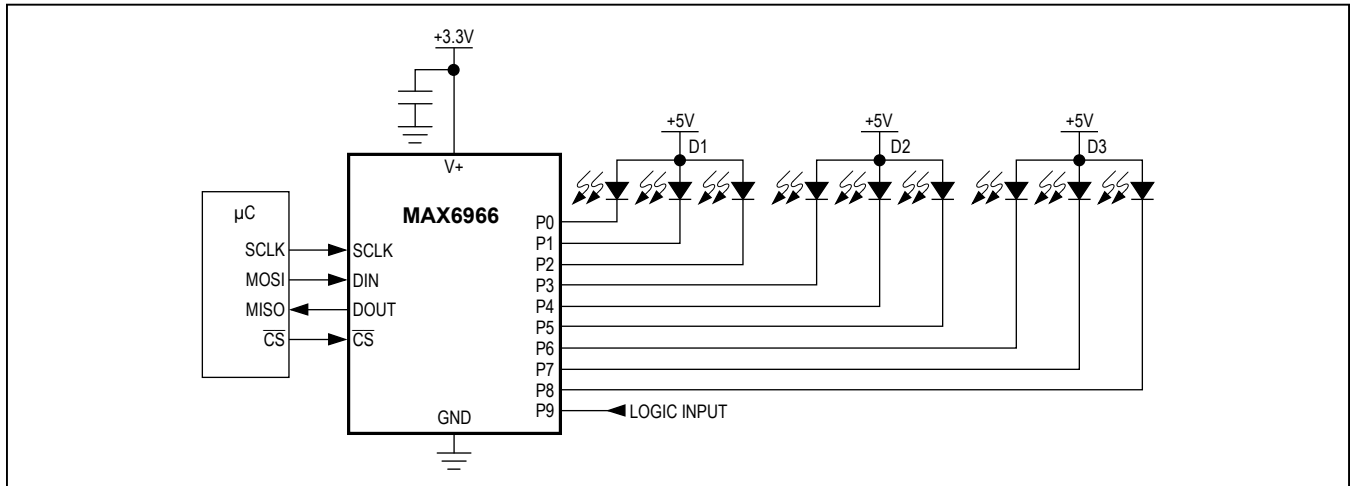 +3.3V
+5V
+5V
+5V
D1
D2
D3
V+
µC
MAX6966
P0
P1
SCLK
SCLK
P2
MOSI
DIN
P3
MISO
DOUT
P4
CS
CS
P5
P6
P7
P8
GND
P9
LOGIC INPUT